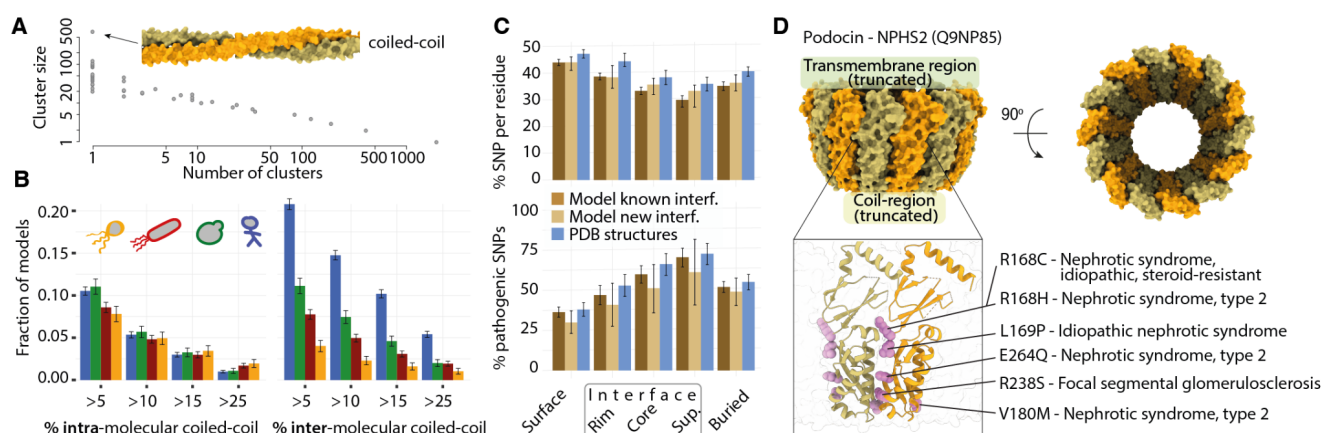 A
coiled-coil
Cluster size
500
100
20
5
1
1
5
10
50
100
500
1000
Number of clusters
B
Fraction of models
0.20
0.15
0.10
0.05
0.00
>5
>10
>15
>25
>5
>10
>15
>25
% intra-molecular coiled-coil
% inter-molecular coiled-coil
C
% SNP per residue
50
40
30
20
10
0
Model known interf.
Model new interf.
PDB structures
% pathogenic SNPs
100
75
50
25
0
Surface
Interface
Rim
Core
Sup.
Buried
D
Podocin - NPHS2 (Q9NP85)
Transmembrane region
(truncated)
90º
Coil-region
(truncated)
R168C - Nephrotic syndrome,
idiopathic, steroid-resistant
R168H - Nephrotic syndrome, type 2
L169P - Idiopathic nephrotic syndrome
E264Q - Nephrotic syndrome, type 2
R238S - Focal segmental glomerulosclerosis
V180M - Nephrotic syndrome, type 2